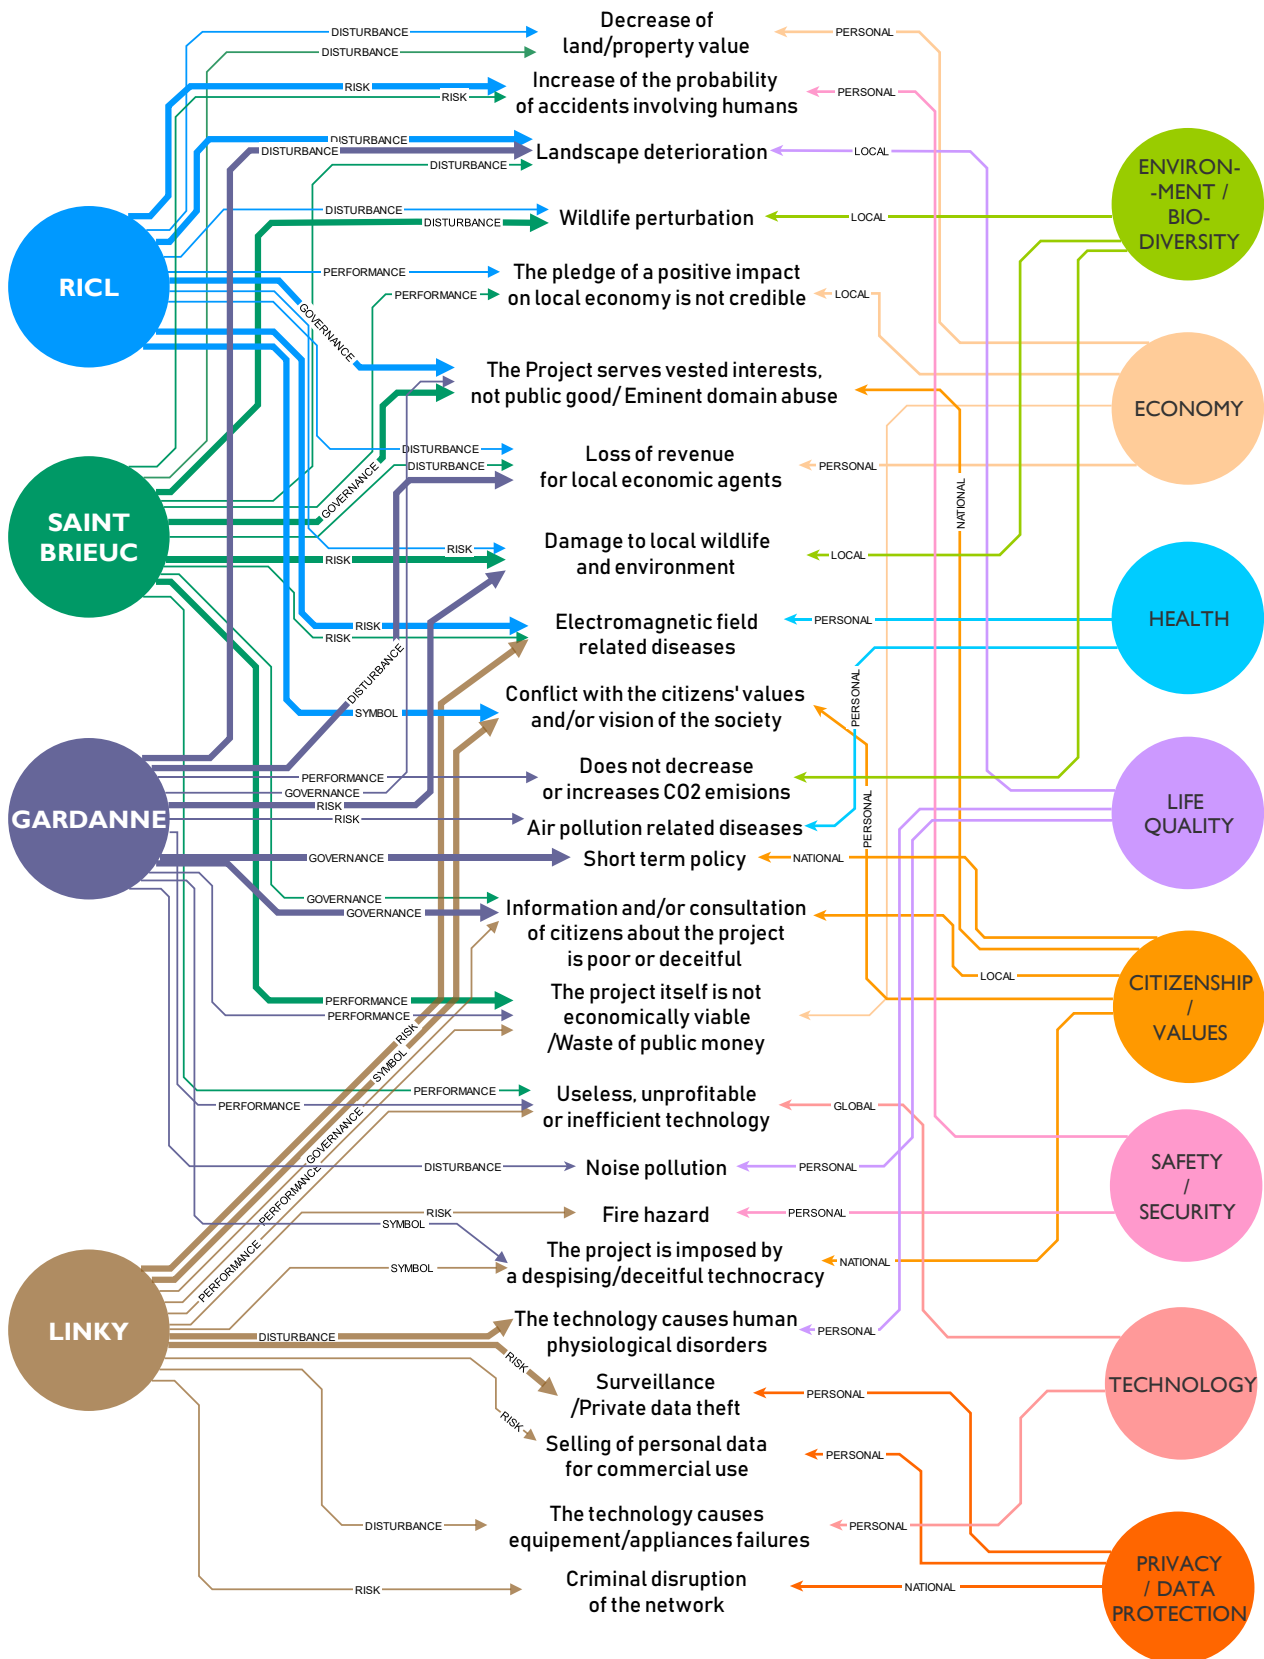 Decrease of
land/property value
DISTURBANCE
DISTURBANCE
PERSONAL
Increase of the probability
of accidents involving humans
RISK
RISK
PERSONAL
DISTURBANCE
DISTURBANCE
DISTURBANCE
Landscape deterioration
LOCAL
DISTURBANCE
DISTURBANCE
Wildlife perturbation
LOCAL
ENVIRON-
-MENT /
BIO-
DIVERSITY
RICL
PERFORMANCE
PERFORMANCE
The pledge of a positive impact
on local economy is not credible
LOCAL
GOVERNANCE
The Project serves vested interests,
not public good/ Eminent domain abuse
ECONOMY
DISTURBANCE
DISTURBANCE
Loss of revenue
for local economic agents
PERSONAL
GOVERNANCE
NATIONAL
SAINT
BRIEUC
RISK
RISK
Damage to local wildlife
and environment
LOCAL
RISK
RISK
Electromagnetic field
related diseases
PERSONAL
HEALTH
DISTURBANCE
PERSONAL
SYMBOL
Conflict with the citizens' values
and/or vision of the society
PERFORMANCE
Does not decrease
or increases CO2 emisions
GOVERNANCE
RISK
RISK
GARDANNE
Air pollution related diseases
PERSONAL
LIFE
QUALITY
GOVERNANCE
Short term policy
NATIONAL
GOVERNANCE
GOVERNANCE
Information and/or consultation
of citizens about the project
is poor or deceitful
LOCAL
CITIZENSHIP
/
VALUES
PERFORMANCE
PERFORMANCE
The project itself is not
economically viable
/Waste of public money
RISK
SYMBOL
PERFORMANCE
PERFORMANCE
Useless, unprofitable
or inefficient technology
GLOBAL
GOVERNANCE
DISTURBANCE
Noise pollution
PERSONAL
SAFETY
/
SECURITY
PERFORMANCE
RISK
Fire hazard
PERSONAL
SYMBOL
PERFORMANCE
SYMBOL
The project is imposed by
a despising/deceitful technocracy
NATIONAL
LINKY
DISTURBANCE
The technology causes human
physiological disorders
PERSONAL
RISK
Surveillance
/Private data theft
PERSONAL
TECHNOLOGY
RISK
Selling of personal data
for commercial use
PERSONAL
DISTURBANCE
The technology causes
equipement/appliances failures
PERSONAL
RISK
Criminal disruption
of the network
NATIONAL
PRIVACY
/ DATA
PROTECTION